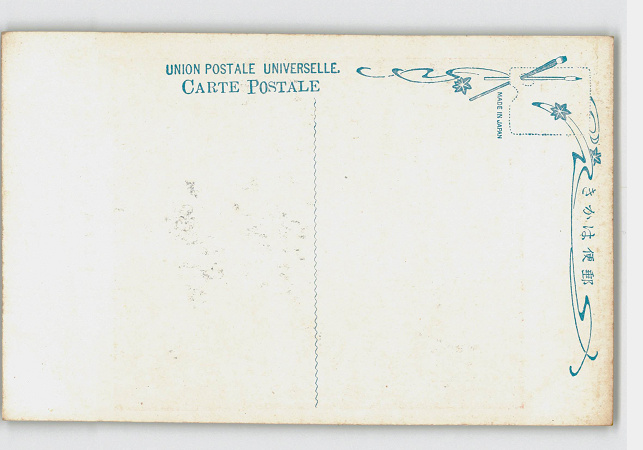 UNION POSTALE UNIVERSELLE.
CARTE POSTALE
MADE IN JAPAN
郵便はかき